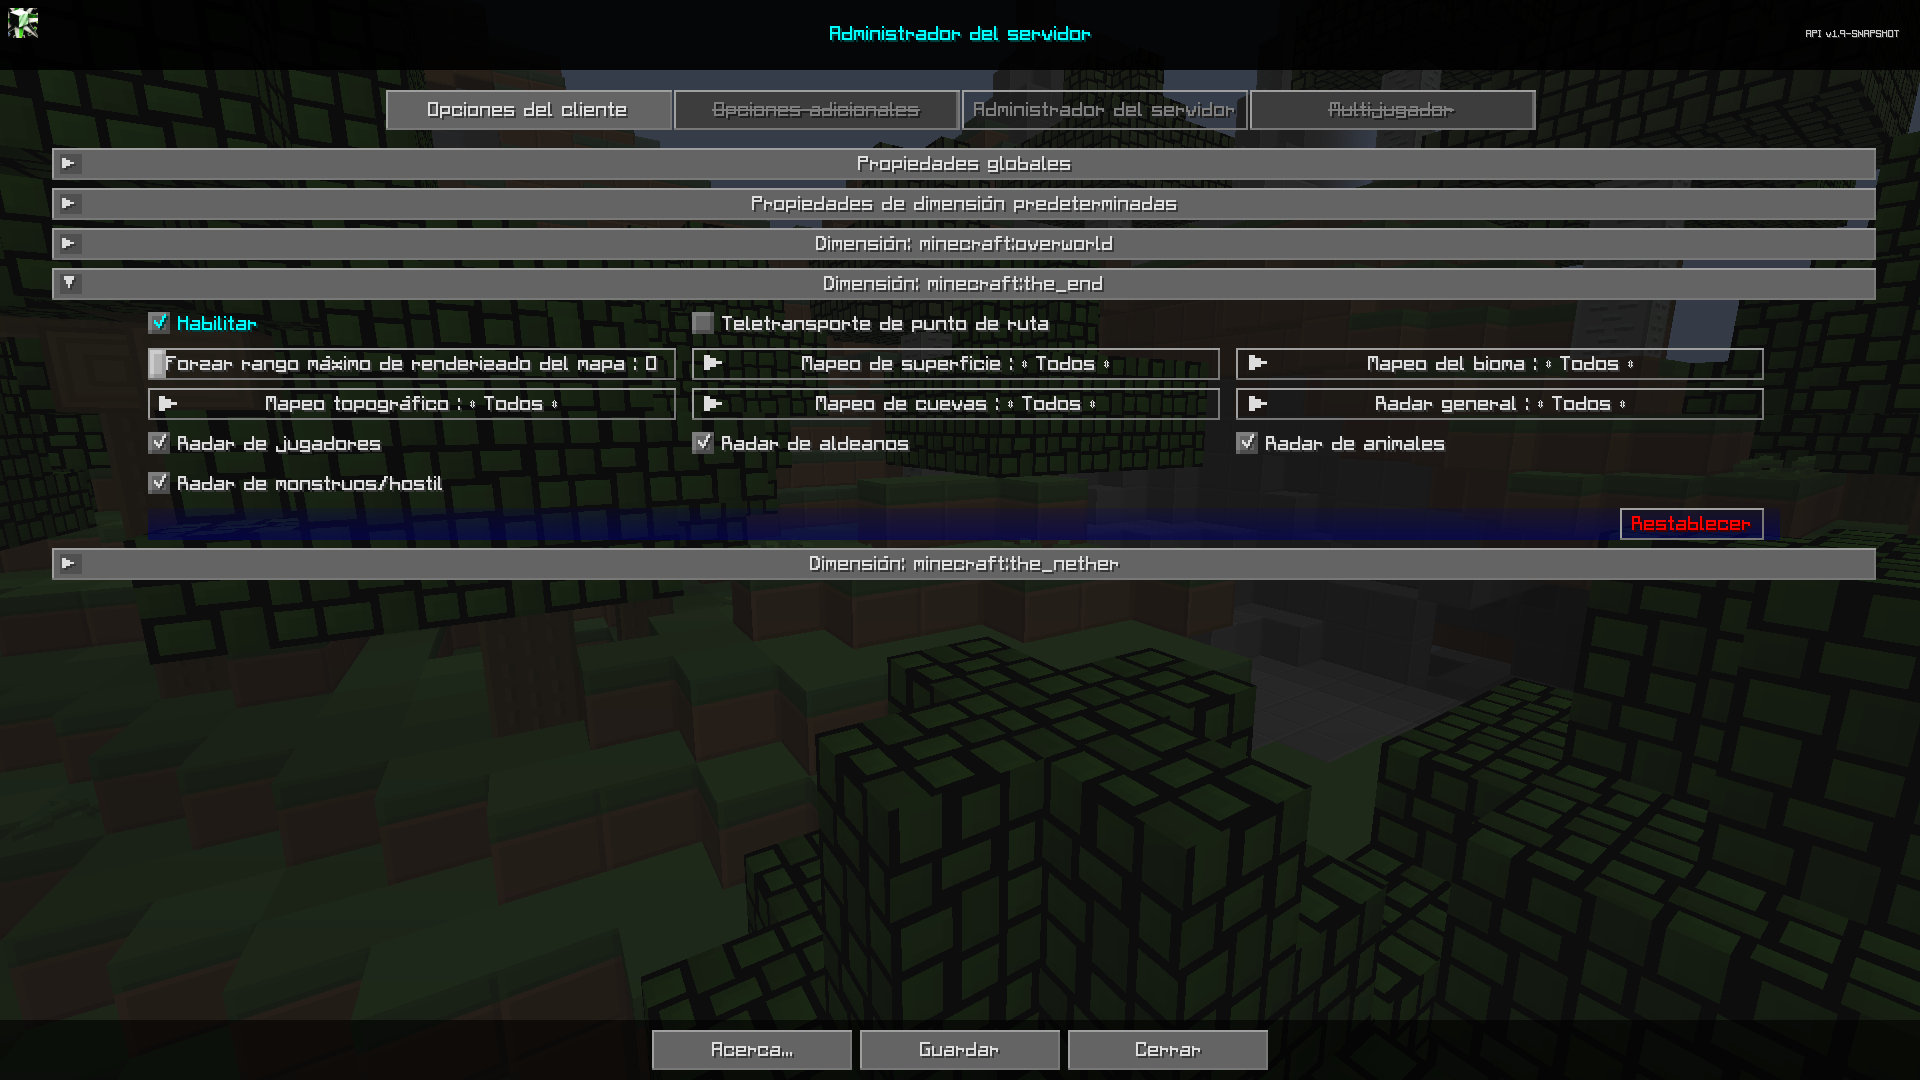 Administrador del servidor
API v1.9-SNAPSHOT
Opciones del cliente
Opciones adicionales
Administrador del servidor
Multijugador
Propiedades globales
Propiedades de dimensión predeterminadas
Dimensión: minecraft:overworld
Dimensión: minecraft:the_end
Habilitar
Teletransporte de punto de ruta
Forzar rango máximo de renderizado del mapa : 0
Mapeo de superficie : ⇕ Todos ⇕
Mapeo del bioma : ⇕ Todos ⇕
Mapeo topográfico : ⇕ Todos ⇕
Mapeo de cuevas : ⇕ Todos ⇕
Radar general : ⇕ Todos ⇕
Radar de jugadores
Radar de aldeanos
Radar de animales
Radar de monstruos/hostil
Restablecer
Dimensión: minecraft:the_nether
Acerca...
Guardar
Cerrar